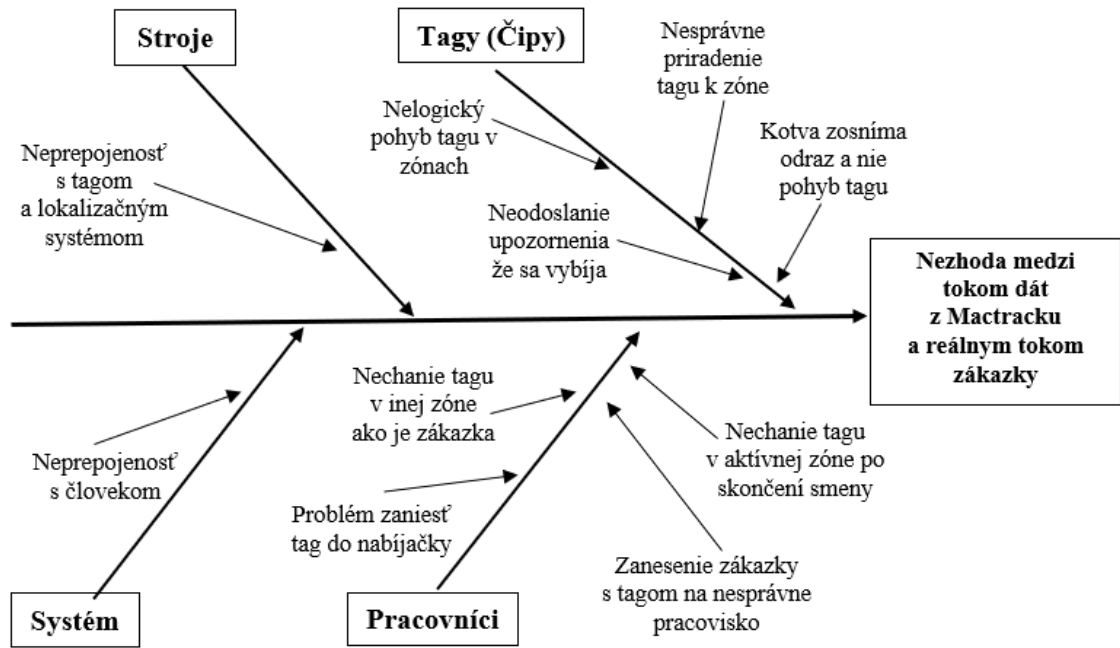 Stroje
Neprepojenosť
s tagom
a lokalizačným
systémom
Tagy (Čipy)
Nelogický
pohyb tagu v
zónach
Nesprávne
priradenie
tagu k zóne
Kotva zosníma
odraz a nie
pohyb tagu
Neodoslanie
upozornenia
že sa vybíja
Nezhoda medzi
tokom dát
z Mactracku
a reálnym tokom
zákazky
Neprepojenosť
s človekom
Systém
Nechanie tagu
v inej zóne
ako je zákazka
Problém zaniesť
tag do nabíjačky
Nechanie tagu
v aktívnej zóne po
skončení smeny
Zanesenie zákazky
s tagom na nesprávne
pracovisko
Pracovníci